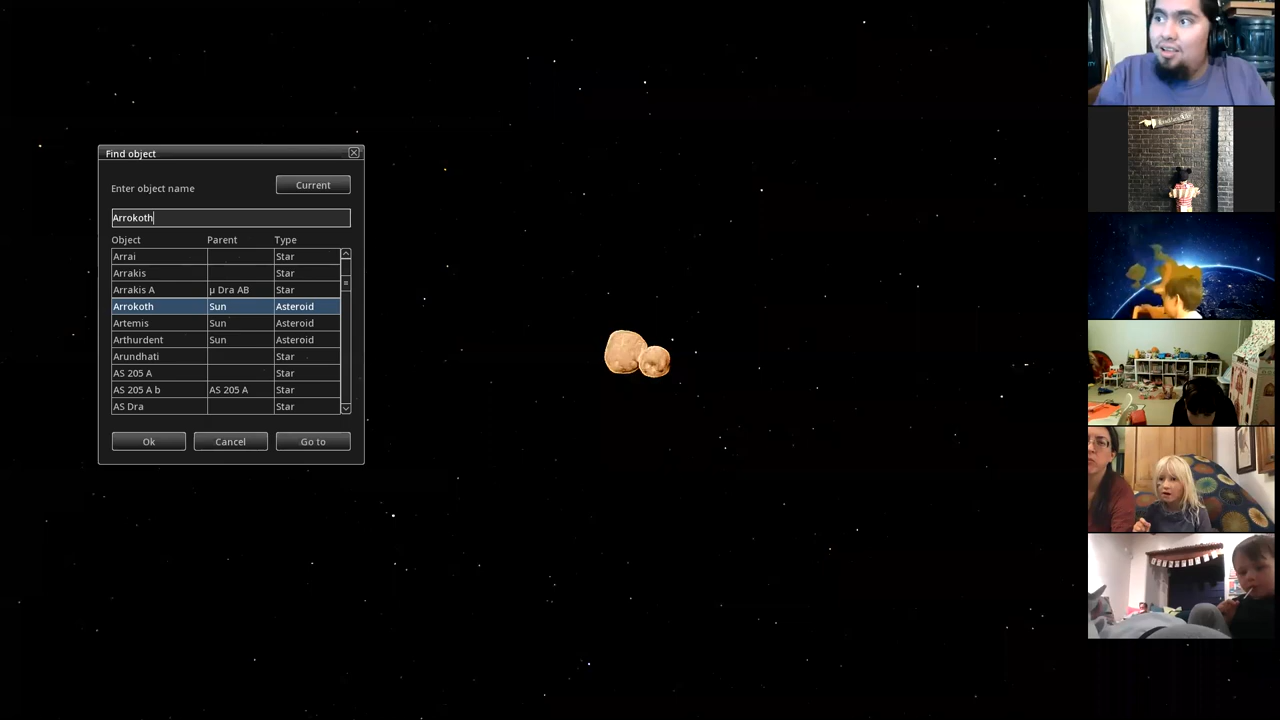 Find object
Enter object name
Current
Arrokoth
Object Parent Type
Arrai Star
Arrakis Star
Arrakis A μ Dra AB Star
Arrokoth Sun Asteroid
Artemis Sun Asteroid
Arthurdent Sun Asteroid
Arundhati Star
AS 205 A Star
AS 205 A b AS 205 A Star
AS Dra Star
Ok Cancel Go to